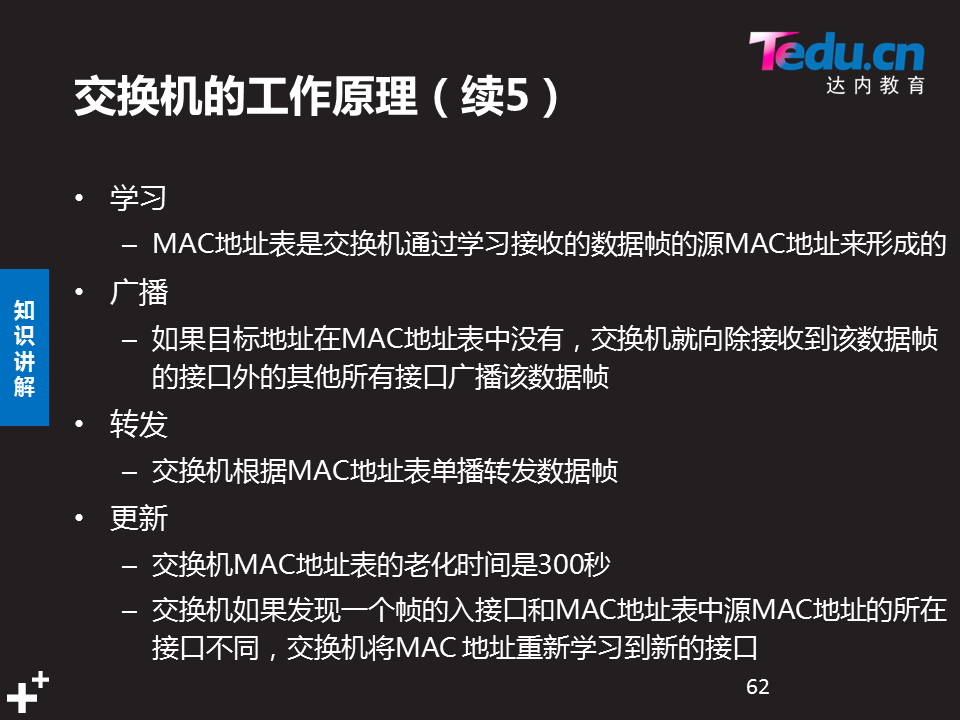 Tedu.cn
达内教育
交换机的工作原理（续5）
• 学习
– MAC地址表是交换机通过学习接收的数据帧的源MAC地址来形成的
• 广播
– 如果目标地址在MAC地址表中没有，交换机就向除接收到该数据帧
的接口外的其他所有接口广播该数据帧
• 转发
– 交换机根据MAC地址表单播转发数据帧
• 更新
– 交换机MAC地址表的老化时间是300秒
– 交换机如果发现一个帧的入接口和MAC地址表中源MAC地址的所在
接口不同，交换机将MAC 地址重新学习到新的接口
知识讲解
62